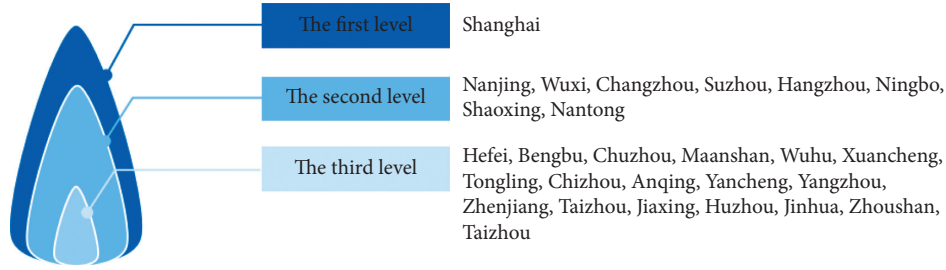 The first level
Shanghai
The second level
Nanjing, Wuxi, Changzhou, Suzhou, Hangzhou, Ningbo,
Shaoxing, Nantong
The third level
Hefei, Bengbu, Chuzhou, Maanshan, Wuhu, Xuancheng,
Tongling, Chizhou, Anqing, Yancheng, Yangzhou,
Zhenjiang, Taizhou, Jiaxing, Huzhou, Jinhua, Zhoushan,
Taizhou